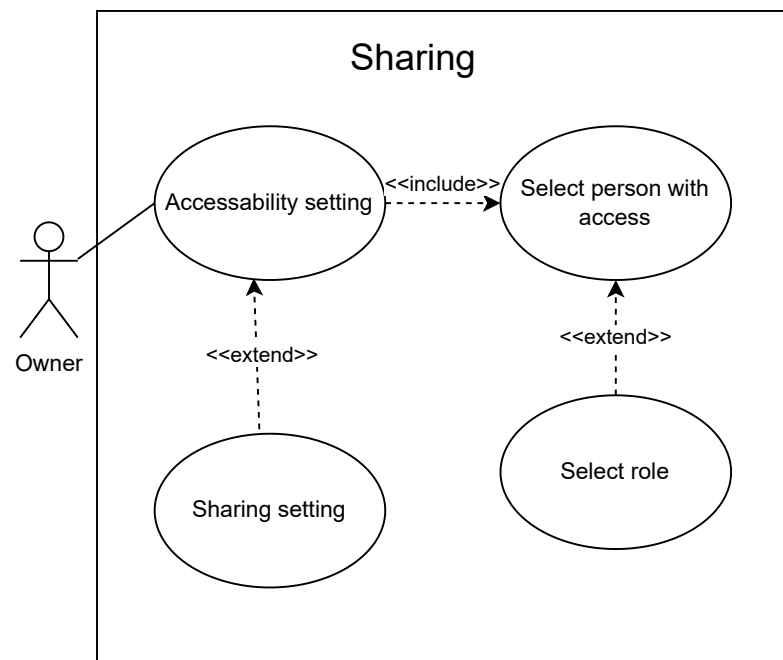 Sharing
Accessability setting
<<include>>
Select person with
access
Owner
<<extend>>
<<extend>>
Sharing setting
Select role